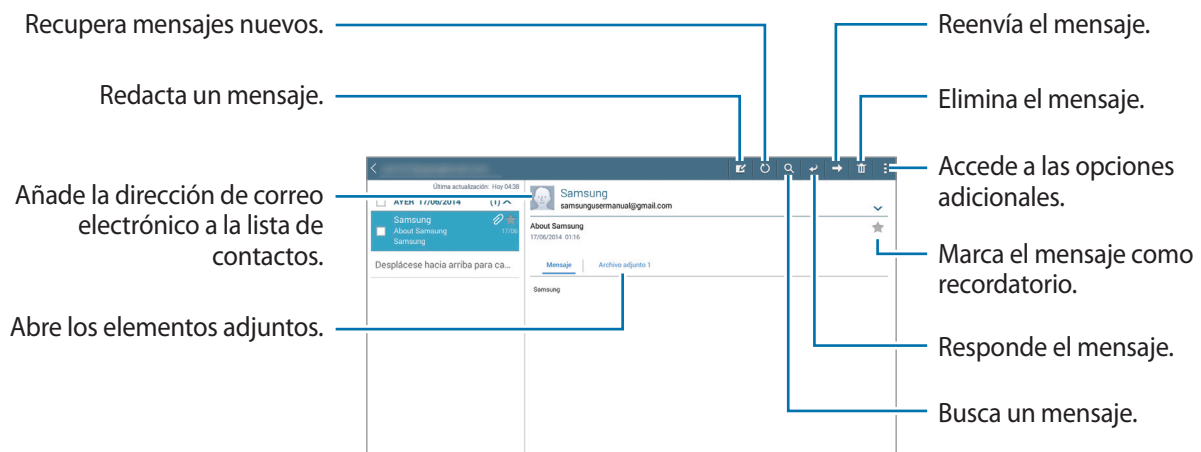 Recupera mensajes nuevos.
Redacta un mensaje.
Añade la dirección de correo
electrónico a la lista de
contactos.
Abre los elementos adjuntos.
Última actualización: Hoy 04:38
AYER 17/06/2014 (1)
Samsung
About Samsung 17/06
Samsung
Desplácese hacia arriba para ca...
Samsung
samsungusermanual@gmail.com
About Samsung
17/06/2014 01:16
Mensaje Archivo adjunto 1
Samsung
Reenvía el mensaje.
Elimina el mensaje.
Accede a las opciones
adicionales.
Marca el mensaje como
recordatorio.
Responde el mensaje.
Busca un mensaje.